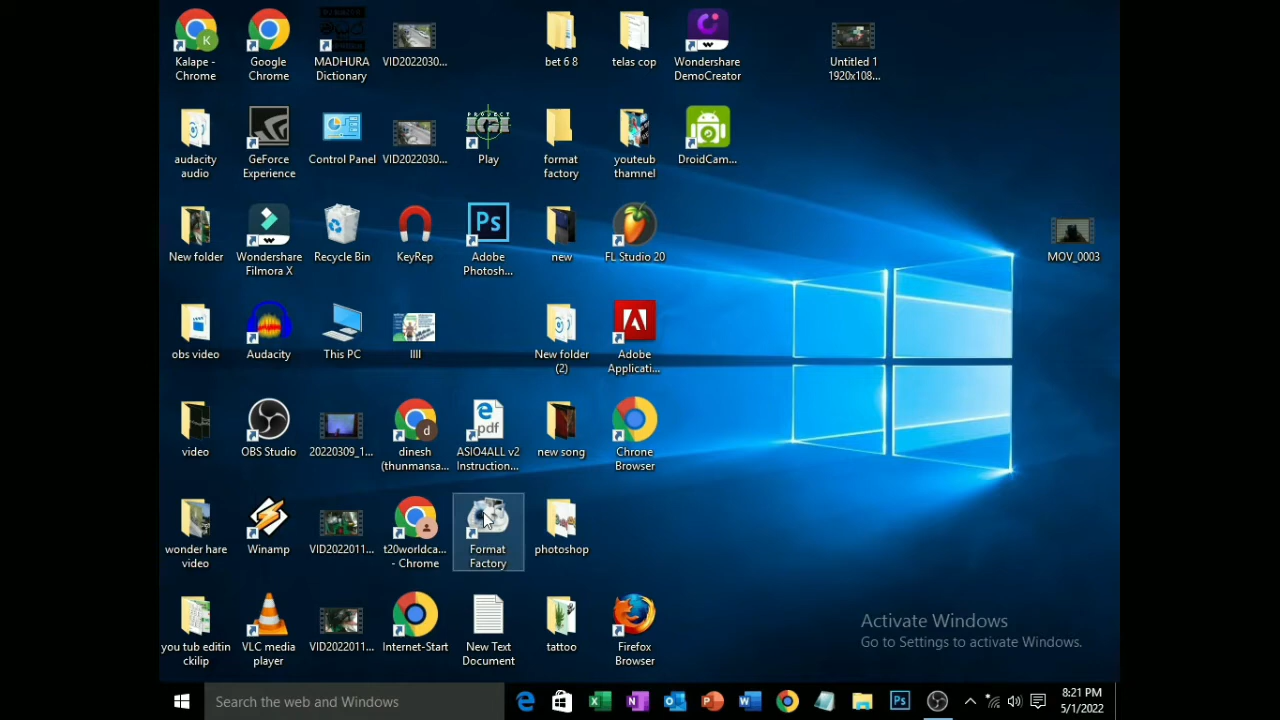 Kalape -
Chrome
Google
Chrome
MADHURA
Dictionary
VID2022030...
bet 6 8
telas cop
Wondershare
DemoCreator
Untitled 1
1920x108...
audacity
audio
GeForce
Experience
Control Panel
VID2022030...
PROJECT
Play
format
factory
youteub
thamnel
DroidCam...
New folder
Wondershare
Filmora X
Recycle Bin
KeyRep
Ps
Adobe
Photosh...
new
FL Studio 20
MOV_0003
obs video
Audacity
This PC
llll
New folder
(2)
Adobe
Applicati...
video
OBS Studio
20220309_1...
dinesh
(thunmansa...
pdf
ASIO4ALL v2
Instruction...
new song
Chrone
Browser
wonder hare
video
Winamp
VID2022011...
t20worldca...
- Chrome
Format
Factory
photoshop
you tub editin
ckilip
VLC media
player
VID2022011...
Internet-Start
New Text
Document
tattoo
Firefox
Browser
Activate Windows
Go to Settings to activate Windows.
Search the web and Windows
8:21 PM
5/1/2022